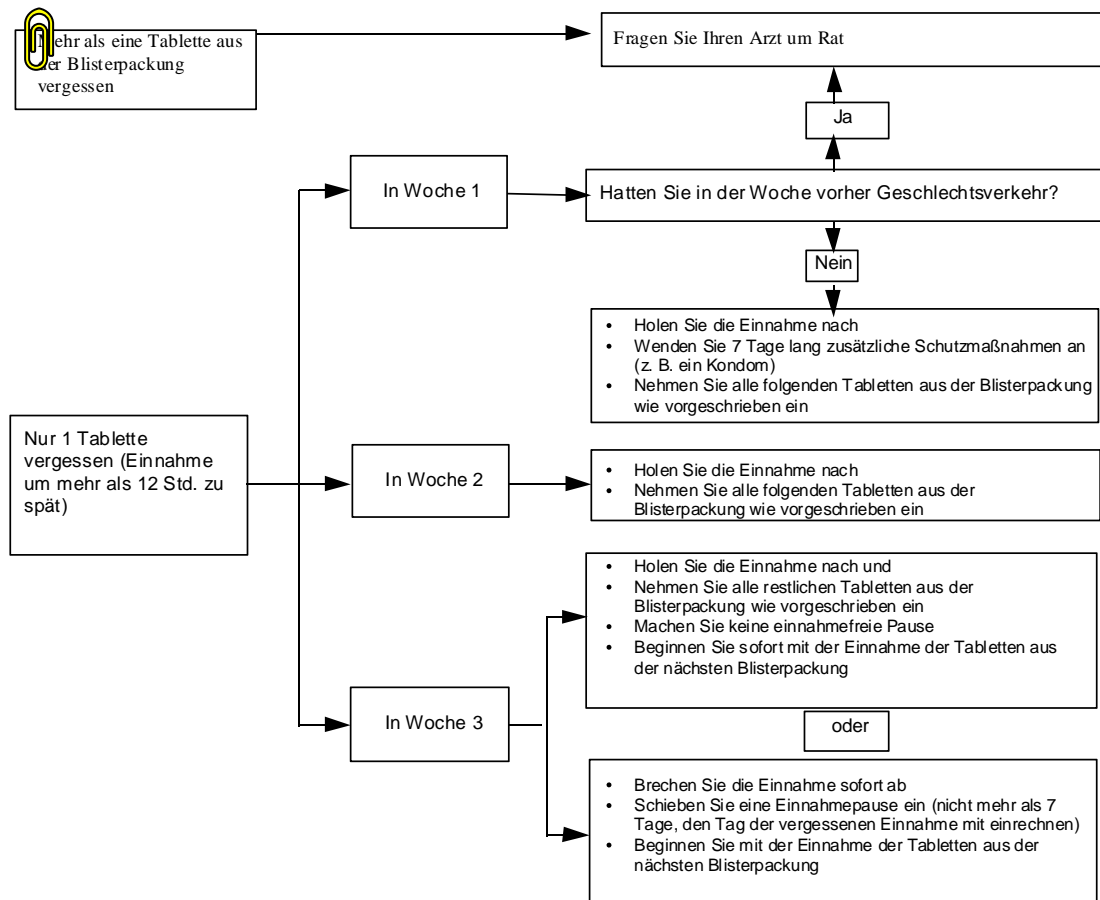 Mehr als eine Tablette aus
der Blisterpackung
vergessen
Fragen Sie Ihren Arzt um Rat
Ja
In Woche 1
Hatten Sie in der Woche vorher Geschlechtsverkehr?
Nein
• Holen Sie die Einnahme nach
• Wenden Sie 7 Tage lang zusätzliche Schutzmaßnahmen an
(z. B. ein Kondom)
• Nehmen Sie alle folgenden Tabletten aus der Blisterpackung
wie vorgeschrieben ein
Nur 1 Tablette
vergessen (Einnahme
um mehr als 12 Std. zu
spät)
In Woche 2
• Holen Sie die Einnahme nach
• Nehmen Sie alle folgenden Tabletten aus der
Blisterpackung wie vorgeschrieben ein
In Woche 3
• Holen Sie die Einnahme nach und
• Nehmen Sie alle restlichen Tabletten aus der
Blisterpackung wie vorgeschrieben ein
• Machen Sie keine einnahmefreie Pause
• Beginnen Sie sofort mit der Einnahme der Tabletten aus
der nächsten Blisterpackung
oder
• Brechen Sie die Einnahme sofort ab
• Schieben Sie eine Einnahmepause ein (nicht mehr als 7
Tage, den Tag der vergessenen Einnahme mit einrechnen)
• Beginnen Sie mit der Einnahme der Tabletten aus der
nächsten Blisterpackung